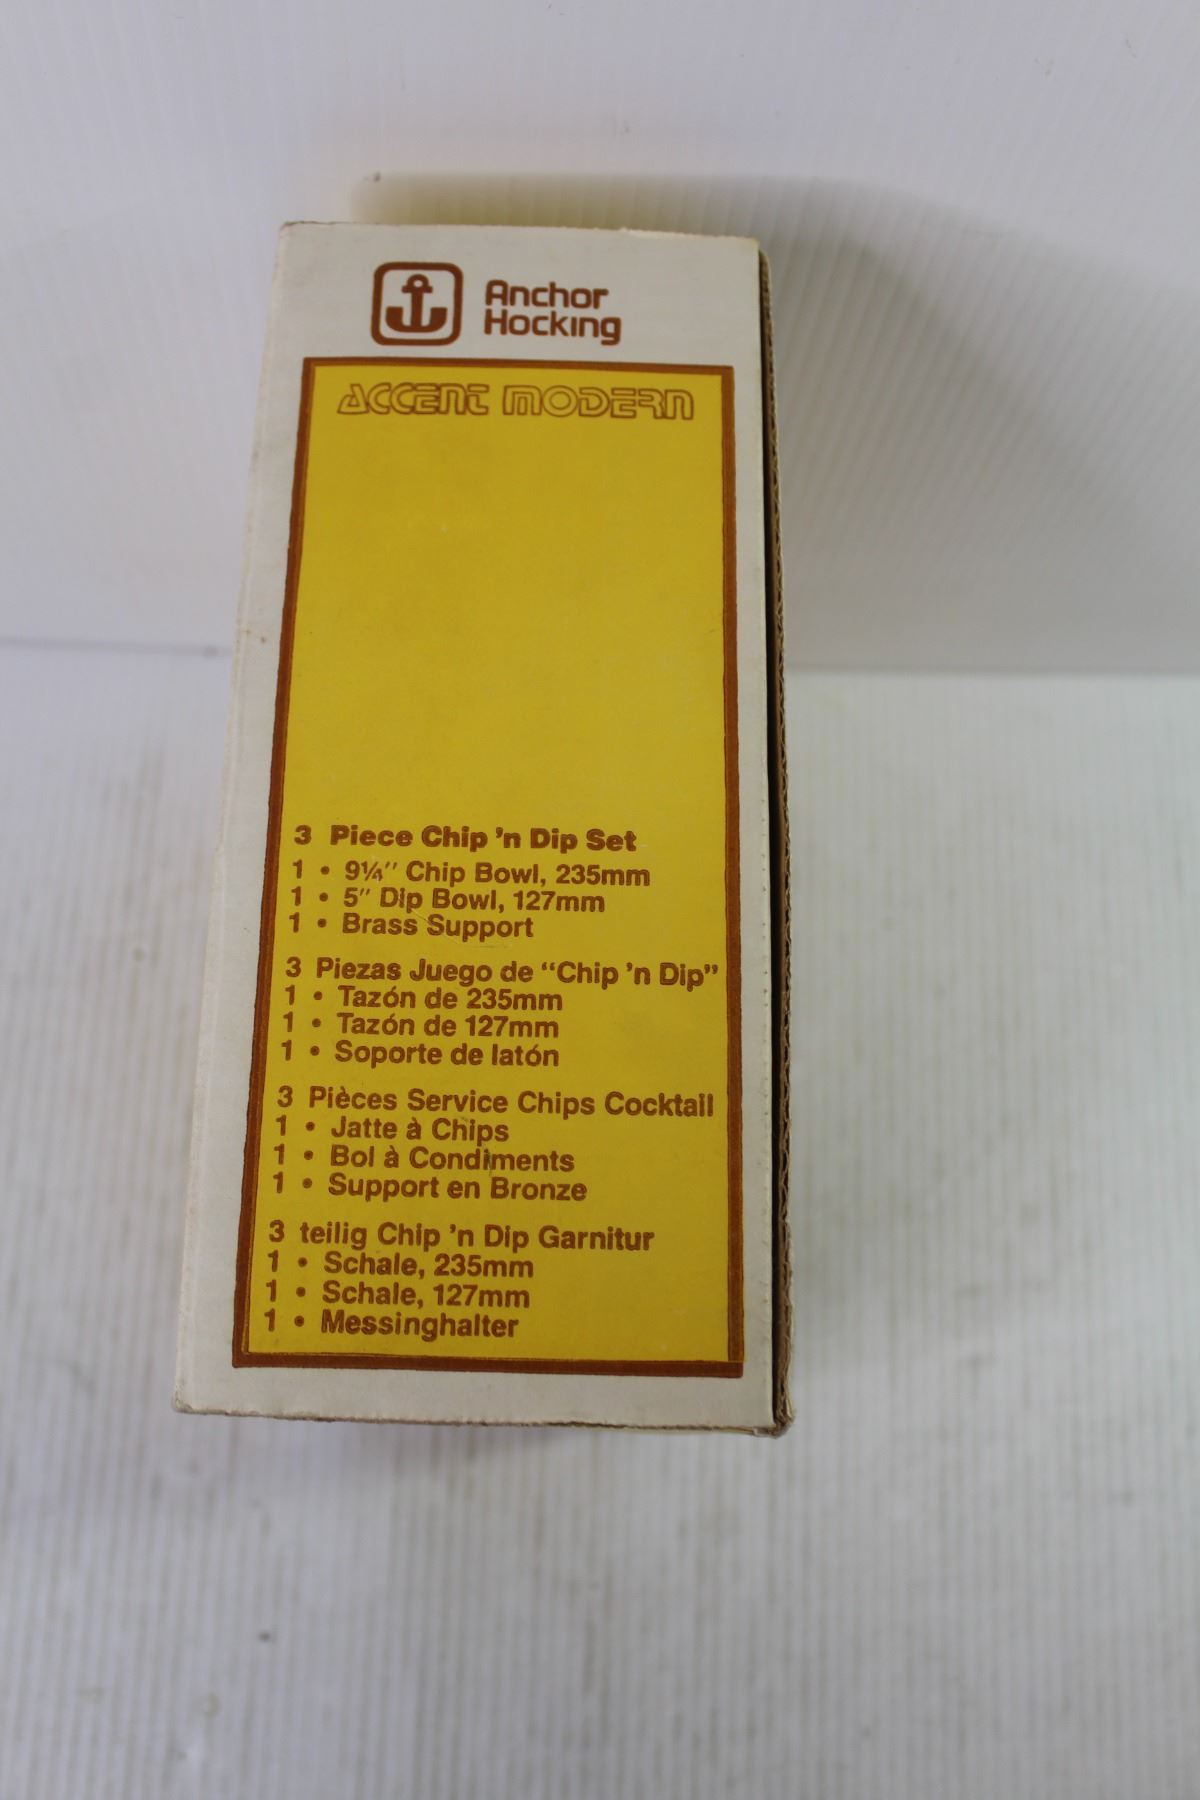 Anchor
Hocking
ACCENT MODERN
3 Piece Chip 'n Dip Set
1 • 9¼" Chip Bowl, 235mm
1 • 5" Dip Bowl, 127mm
1 • Brass Support
3 Piezas Juego de “Chip 'n Dip”
1 • Tazón de 235mm
1 • Tazón de 127mm
1 • Soporte de latón
3 Pièces Service Chips Cocktail
1 • Jatte à Chips
1 • Bol à Condiments
1 • Support en Bronze
3 teilig Chip 'n Dip Garnitur
1 • Schale, 235mm
1 • Schale, 127mm
1 • Messinghalter